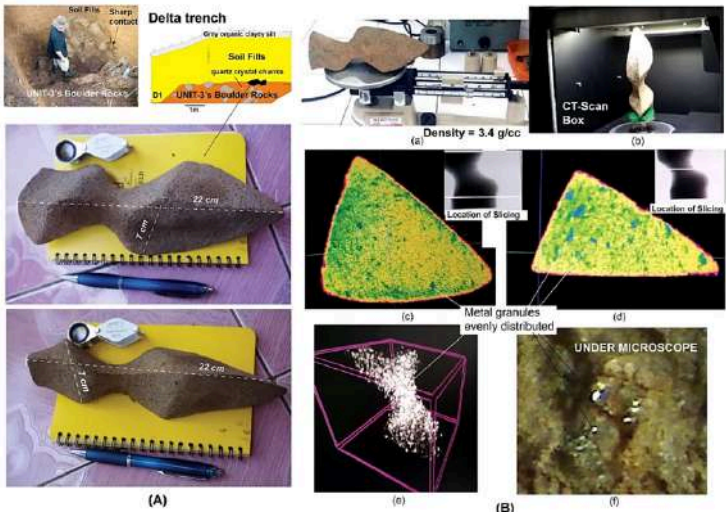 Soil Fills
Sharp
contact
UNIT-3's Boulder Rocks
Delta trench
Grey organic clayey silt
Soil Fills
quartz crystal charms
UNIT-3's Boulder Rocks
D1
1m
22 cm
7 cm
22 cm
7 cm
(A)
Density = 3.4 g/cc
(a)
CT-Scan
Box
(b)
Location of Slicing
(c)
Location of Slicing
(d)
Metal granules
evenly distributed
(e)
UNDER MICROSCOPE
(f)
(B)